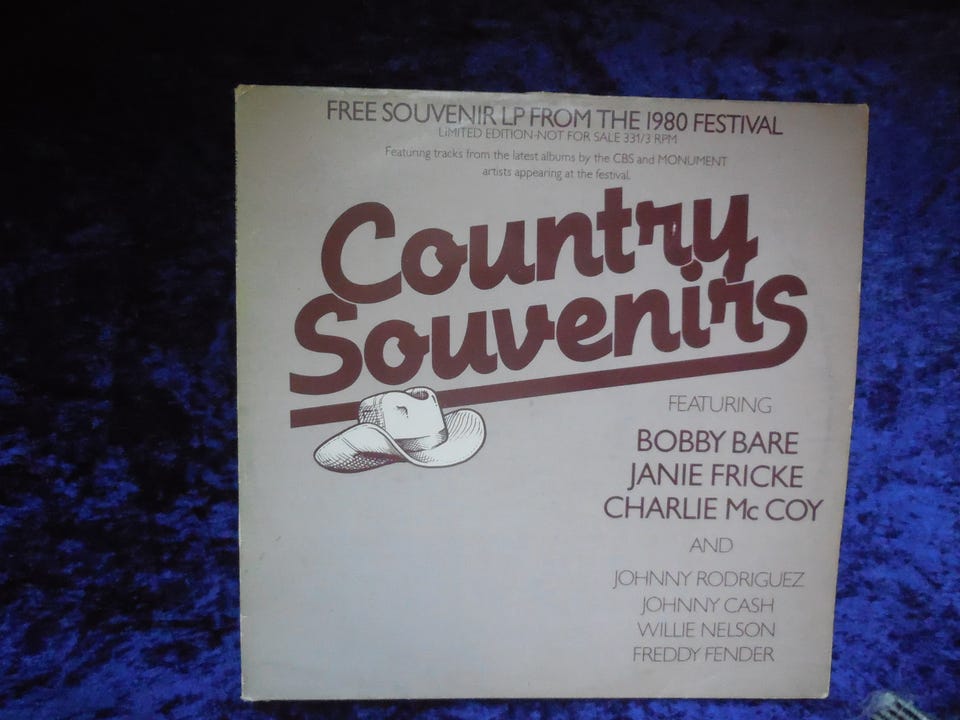 FREE SOUVENIR LP FROM THE 1980 FESTIVAL
LIMITED EDITION-NOT FOR SALE 33 1/3 RPM
Featuring tracks from the latest albums by the CBS and MONUMENT
artists appearing at the festival.
Country
Souvenirs
FEATURING
BOBBY BARE
JANIE FRICKE
CHARLIE Mc COY
AND
JOHNNY RODRIGUEZ
JOHNNY CASH
WILLIE NELSON
FREDDY FENDER